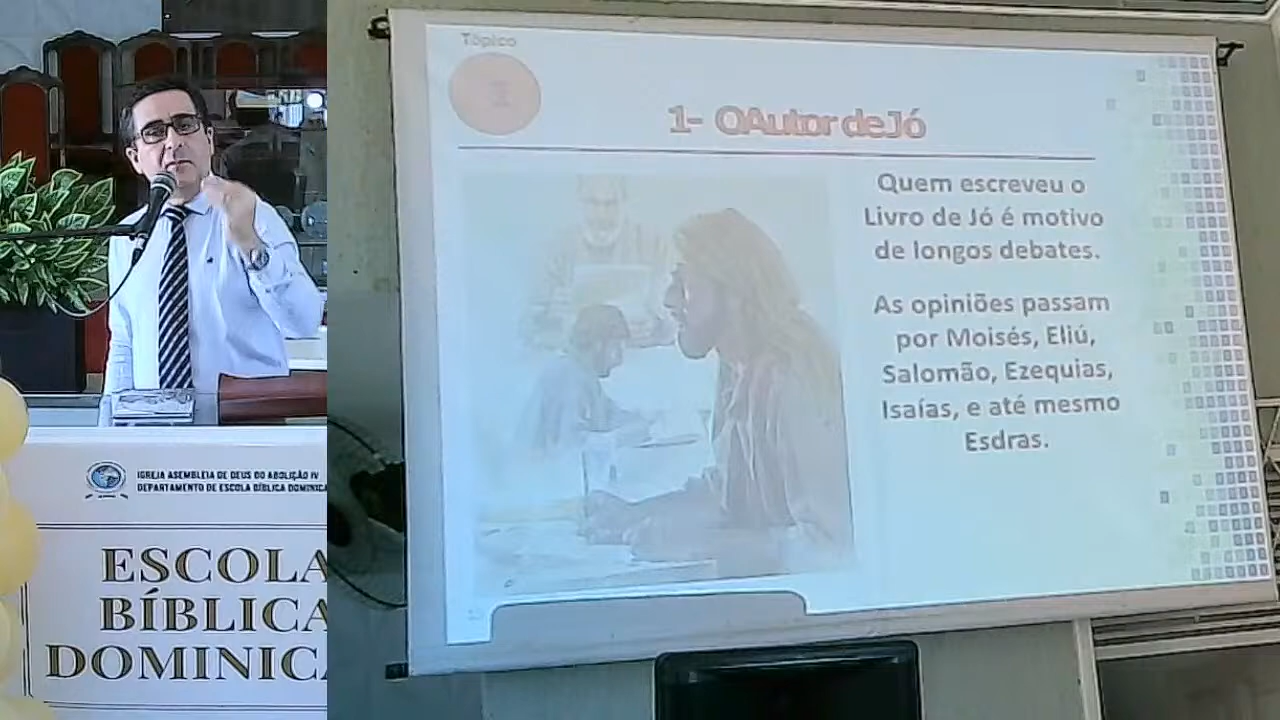 Tópico
1
1- O Autor de Jó
Quem escreveu o
Livro de Jó é motivo
de longos debates.
As opiniões passam
por Moisés, Eliú,
Salomão, Ezequias,
Isaías, e até mesmo
Esdras.
IGREJA ASEMBLEIA DE DEUS DO ABOLIÇÃO IV
DEPARTAMENTO DE ESCOLA BÍBLICA DOMINICA
ESCOLA
BÍBLICA
DOMINICA